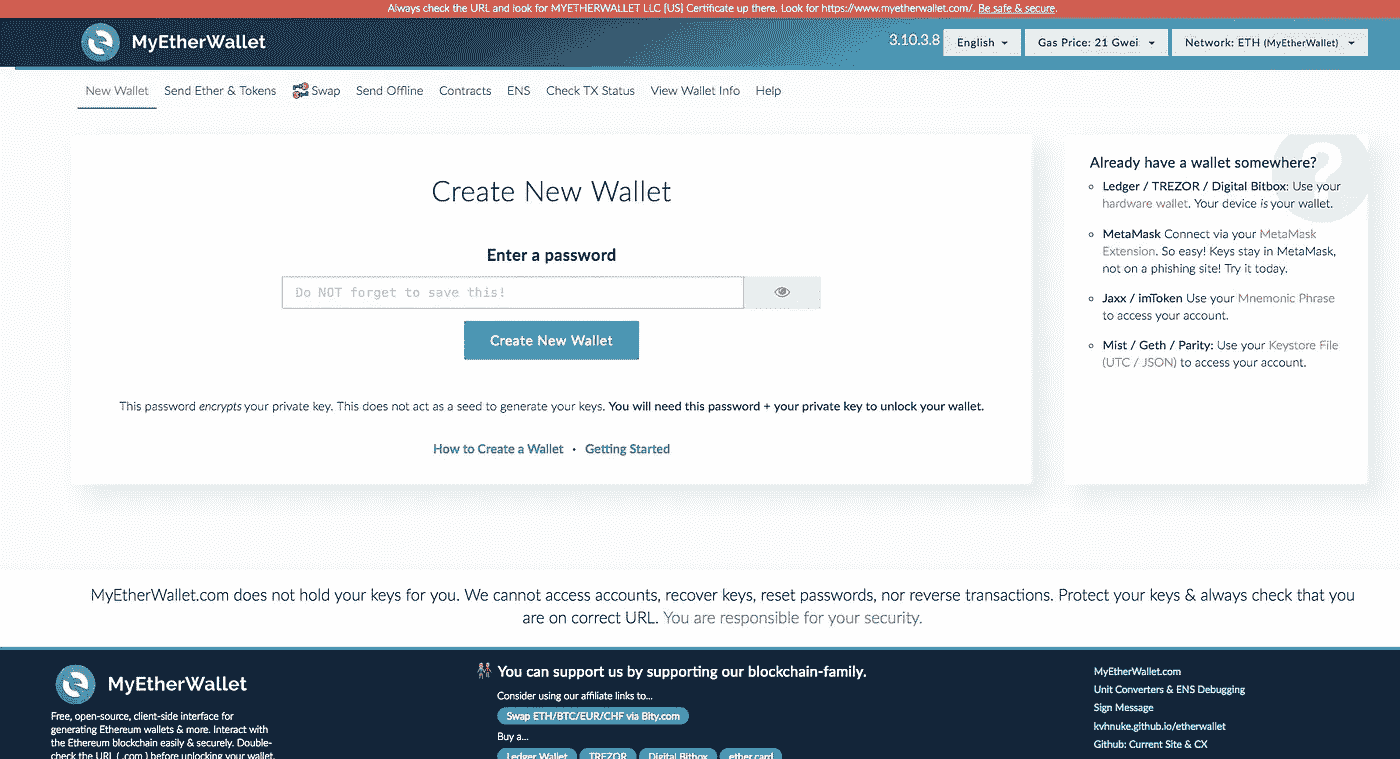 Always check the URL and look for MYETHERWALLET LLC [US] Certificate up there. Look for https://www.myetherwallet.com/. Be safe & secure.
MyEtherWallet
3.10.3.8
English
Gas Price: 21 Gwei
Network: ETH (MyEtherWallet)
New Wallet
Send Ether & Tokens
Swap
Send Offline
Contracts
ENS
Check TX Status
View Wallet Info
Help
Create New Wallet
Enter a password
Do NOT forget to save this!
Create New Wallet
This password encrypts your private key. This does not act as a seed to generate your keys. You will need this password + your private key to unlock your wallet.
How to Create a Wallet • Getting Started
?
Already have a wallet somewhere?
Ledger / TREZOR / Digital Bitbox: Use your
hardware wallet. Your device is your wallet.
MetaMask Connect via your MetaMask
Extension. So easy! Keys stay in MetaMask,
not on a phishing site! Try it today.
Jaxx / imToken Use your Mnemonic Phrase
to access your account.
Mist / Geth / Parity: Use your Keystore File
(UTC / JSON) to access your account.
MyEtherWallet.com does not hold your keys for you. We cannot access accounts, recover keys, reset passwords, nor reverse transactions. Protect your keys & always check that you
are on correct URL. You are responsible for your security.
MyEtherWallet
Free, open-source, client-side interface for
generating Ethereum wallets & more. Interact with
the Ethereum blockchain easily & securely. Double-
check the URL ( .com ) before unlocking your wallet.
You can support us by supporting our blockchain-family.
Consider using our affiliate links to...
Swap ETH/BTC/EUR/CHF via Bity.com
Buy a...
Ledger Wallet
TREZOR
Digital Bitbox
ether.card
MyEtherWallet.com
Unit Converters & ENS Debugging
Sign Message
kvhnuke.github.io/etherwallet
Github: Current Site & CX